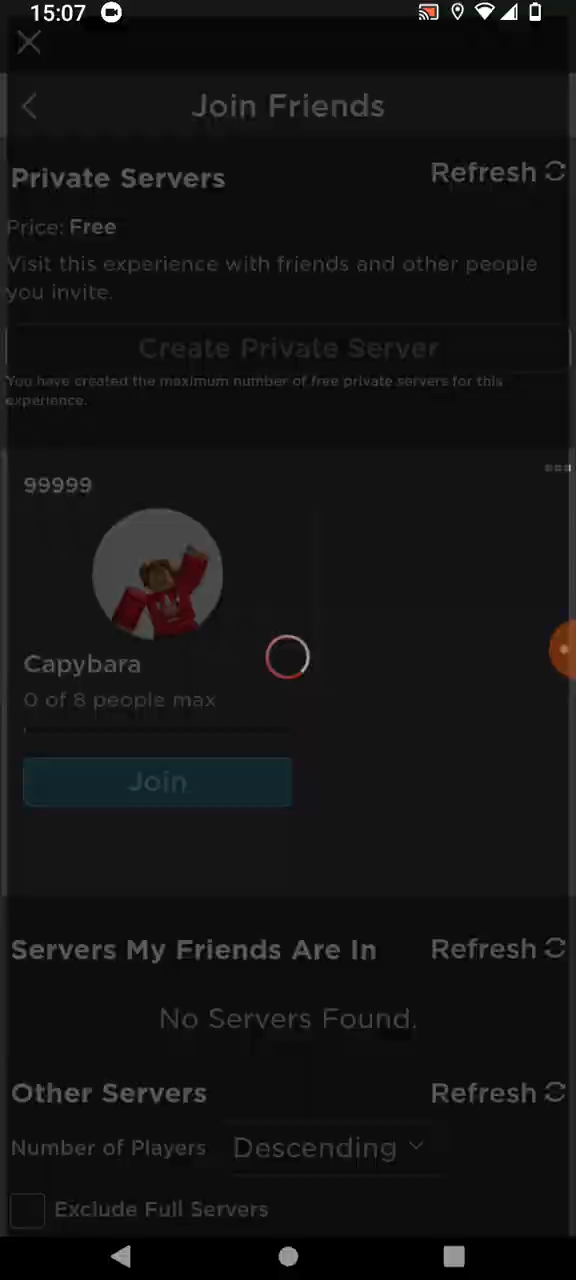 15:07
Join Friends
Private Servers
Refresh
Price: Free
Visit this experience with friends and other people
you invite.
Create Private Server
You have created the maximum number of free private servers for this
experience.
99999
Capybara
0 of 8 people max
Join
Servers My Friends Are In
Refresh
No Servers Found.
Other Servers
Refresh
Number of Players
Descending
Exclude Full Servers